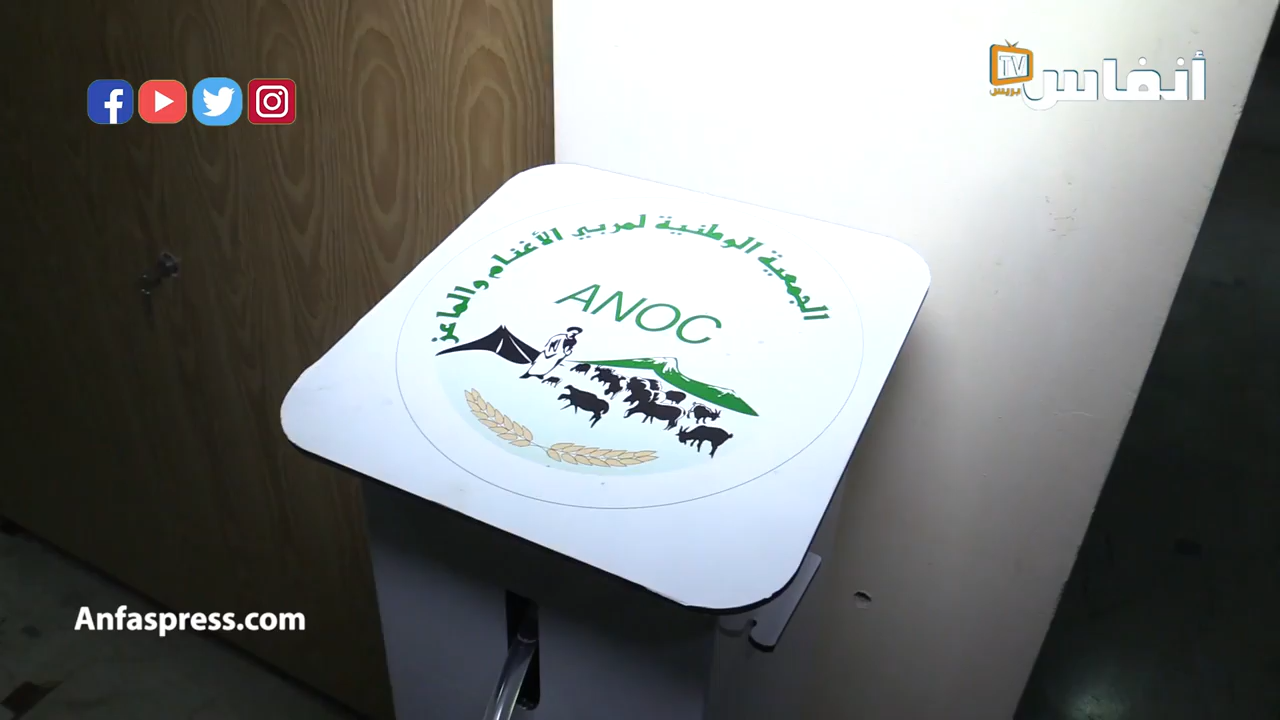 TV
أنفاس
بريس
الجمعية الوطنية لمربي الأغنام والماعز
ANOC
Anfaspress.com